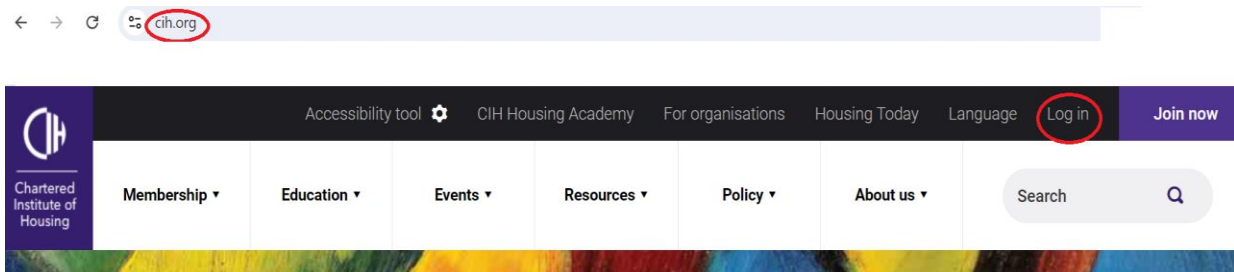 cih.org
Accessibility tool CIH Housing Academy For organisations Housing Today Language Log in Join now
CIH
Chartered
Institute of
Housing
Membership ▾ Education ▾ Events ▾ Resources ▾ Policy ▾ About us ▾ Search